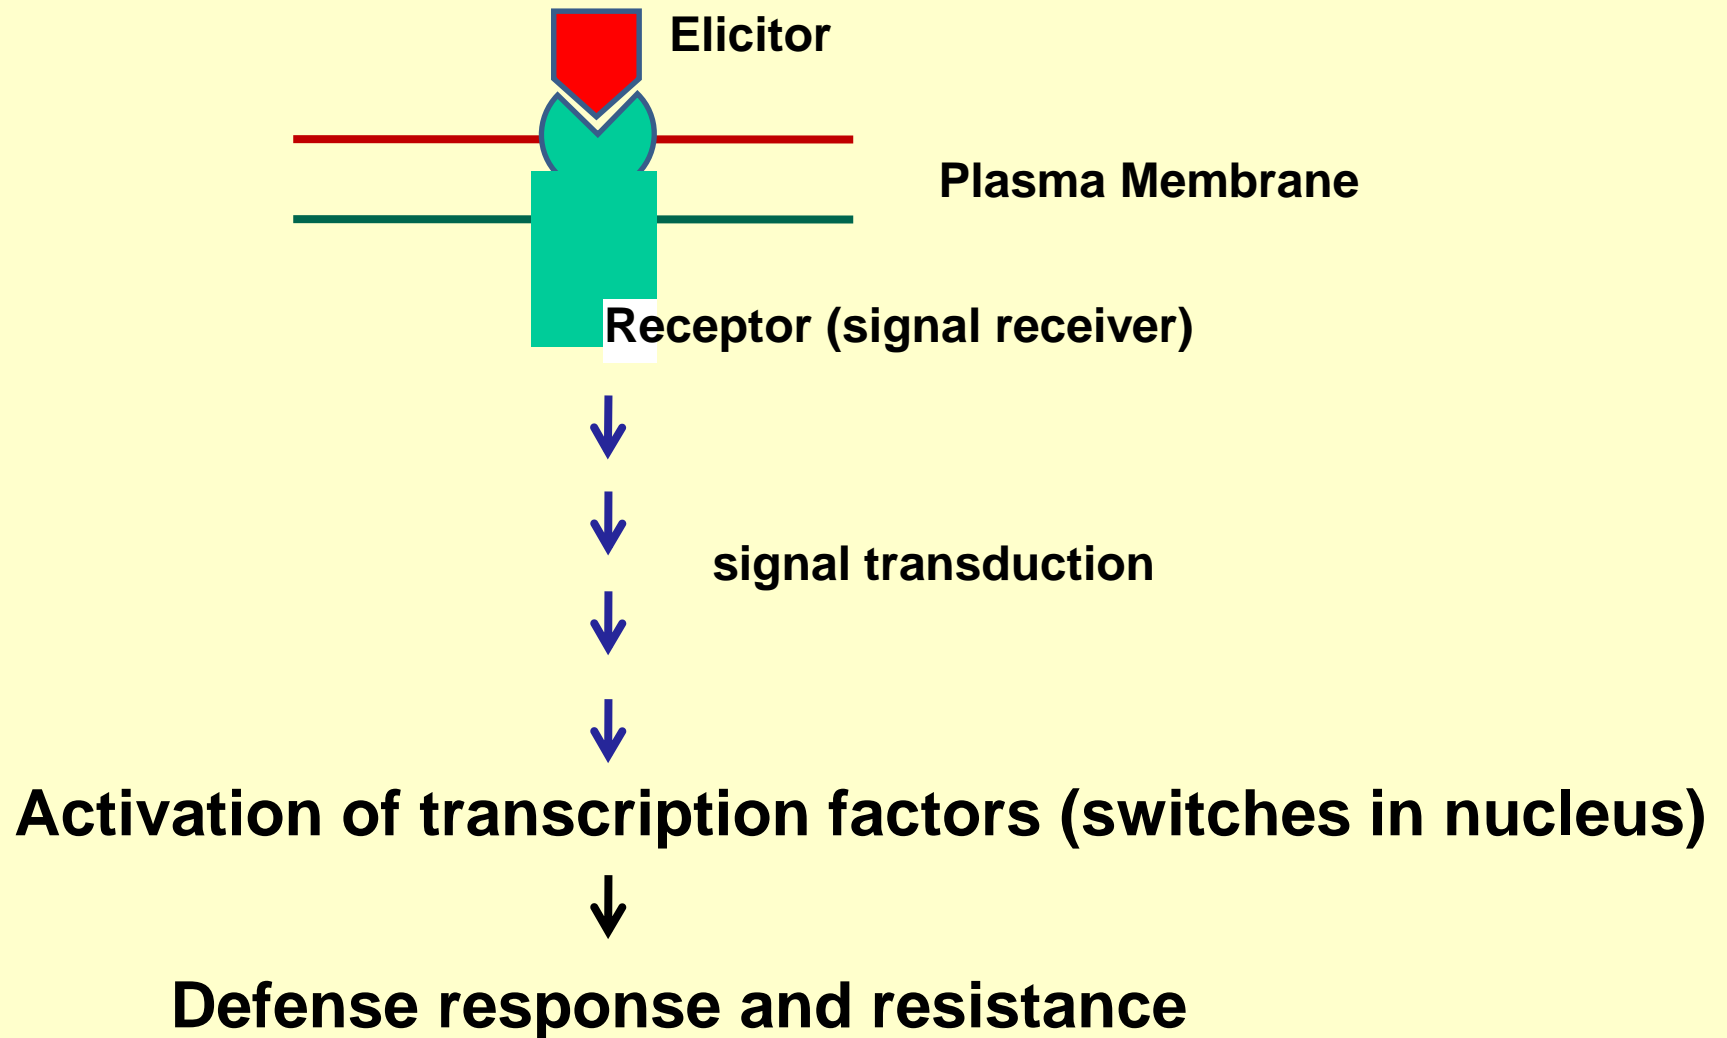 Elicitor
Plasma Membrane
Receptor (signal receiver)
signal transduction
Activation of transcription factors (switches in nucleus)
Defense response and resistance